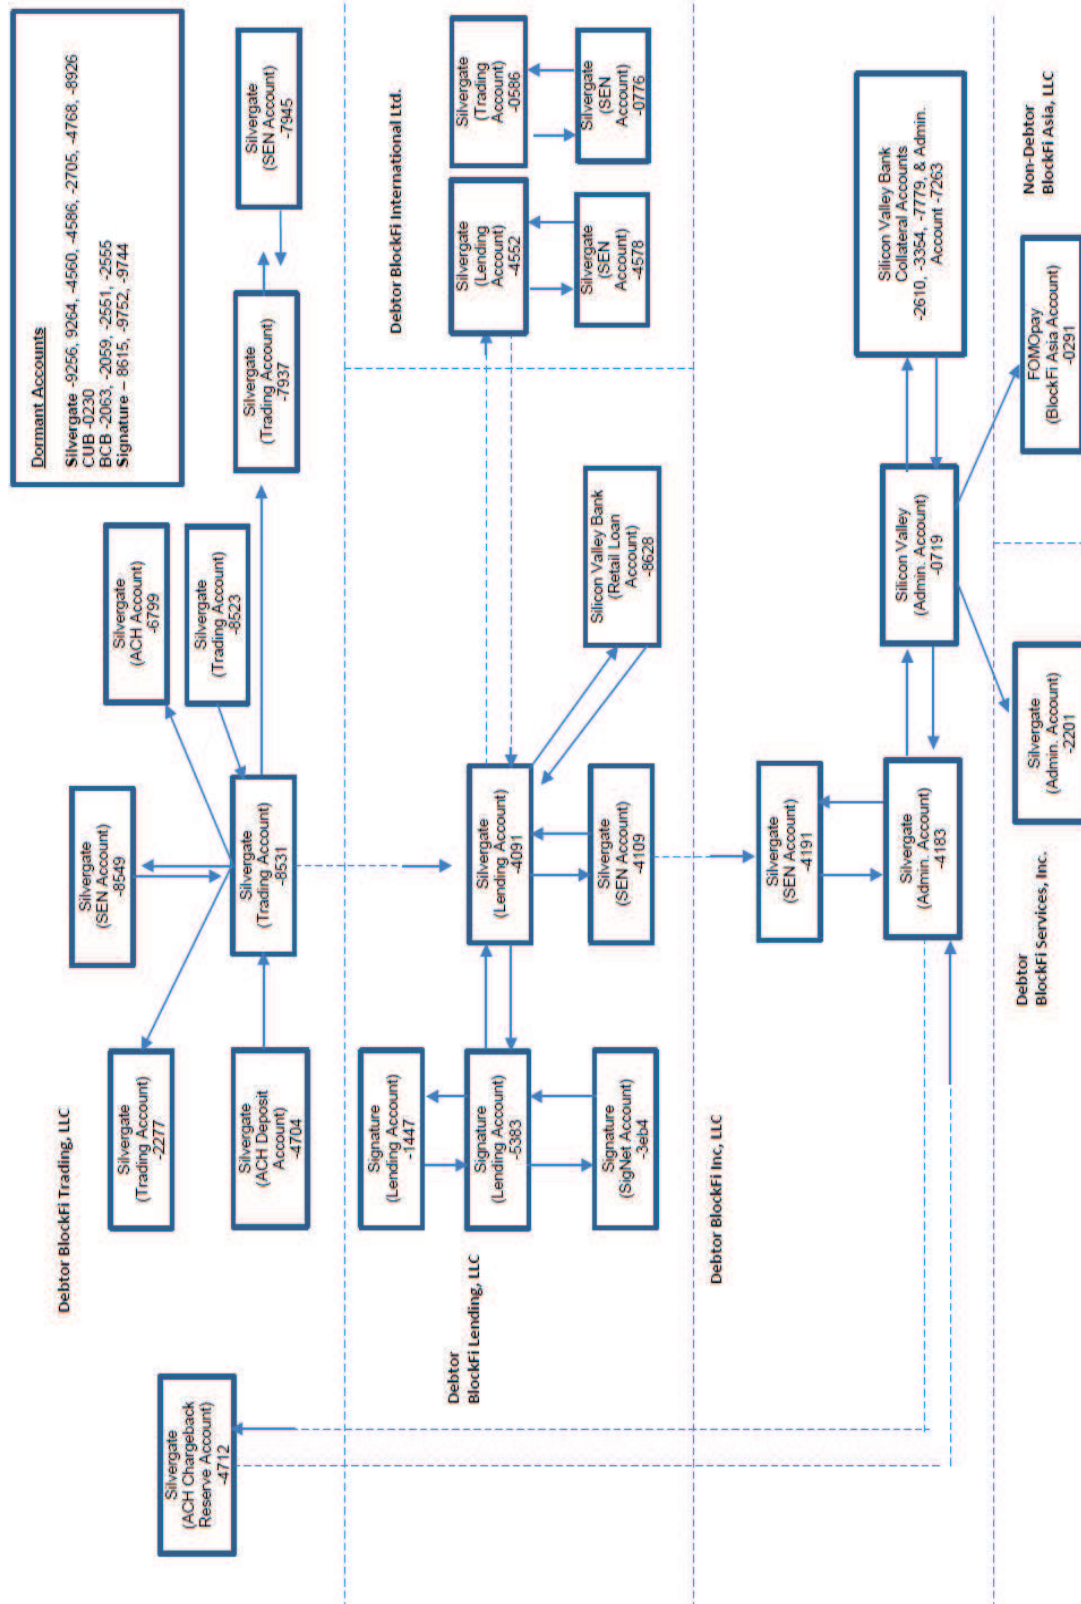 Debtor BlockFi Trading, LLC
Silvergate
(ACH Chargeback
Reserve Account)
-4712
Silvergate
(Trading Account)
-2277
Silvergate
(ACH Deposit
Account)
-4704
Silvergate
(SEN Account)
-8549
Silvergate
(Trading Account)
-8531
Silvergate
(ACH Account)
-6799
Silvergate
(Trading Account)
-8523
Silvergate
(Trading Account)
-7937
Silvergate
(SEN Account)
-7945
Dormant Accounts
Silvergate -9256, 9264, -4560, -4586, -2705, -4768, -8926
CUB -0230
BCB -2063, -2059, -2551, -2555
Signature – 8615, -9752, -9744
Debtor
BlockFi Lending, LLC
Signature
(Lending Account)
-1447
Signature
(Lending Account)
-5383
Signature
(SigNet Account)
-3eb4
Silvergate
(Lending Account)
-4091
Silvergate
(SEN Account)
-4109
Silicon Valley Bank
(Retail Loan
Account)
-8628
Debtor BlockFi International Ltd.
Silvergate
(Lending
Account)
-4552
Silvergate
(SEN
Account)
-4578
Silvergate
(Trading
Account)
-0586
Silvergate
(SEN
Account)
-0776
Debtor BlockFi Inc, LLC
Silvergate
(SEN Account)
-4191
Silvergate
(Admin. Account)
-4183
Silicon Valley
(Admin. Account)
-0719
Silicon Valley Bank
Collateral Accounts
-2610, -3354, -7779, & Admin.
Account -7263
Debtor
BlockFi Services, Inc.
Silvergate
(Admin. Account)
-2201
FOMOpay
(BlockFi Asia Account)
-0291
Non-Debtor
BlockFi Asia, LLC